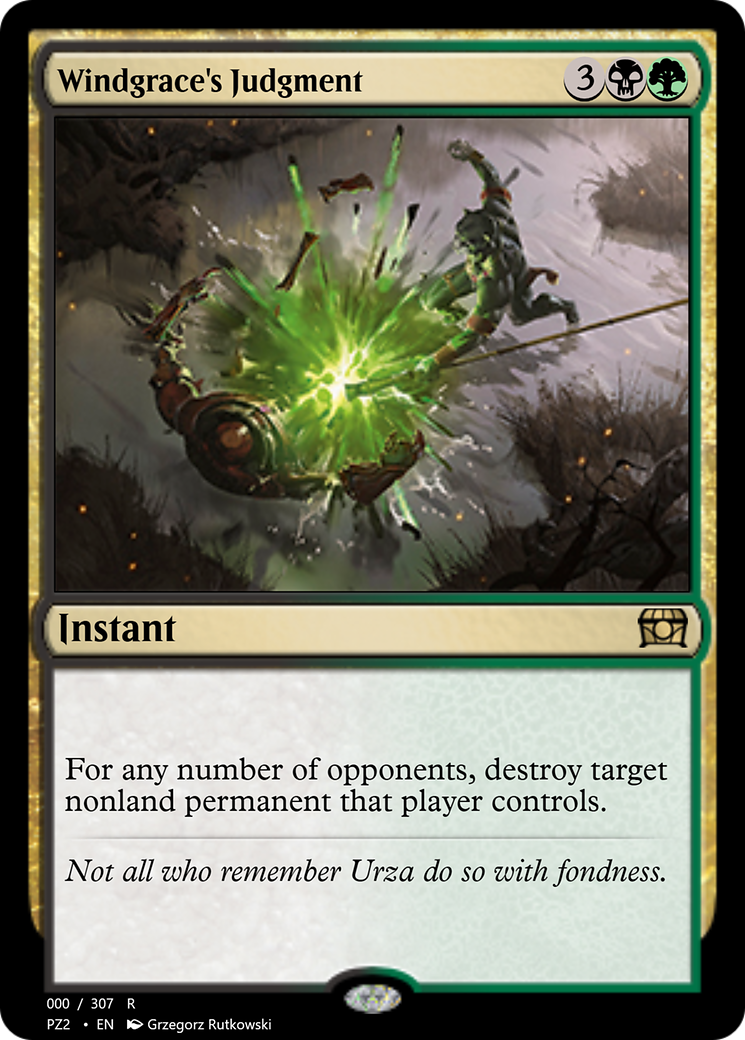 Windgrace's Judgment 3
Instant
For any number of opponents, destroy target
nonland permanent that player controls.
Not all who remember Urza do so with fondness.
000 / 307 R
PZ2 • EN Grzegorz Rutkowski